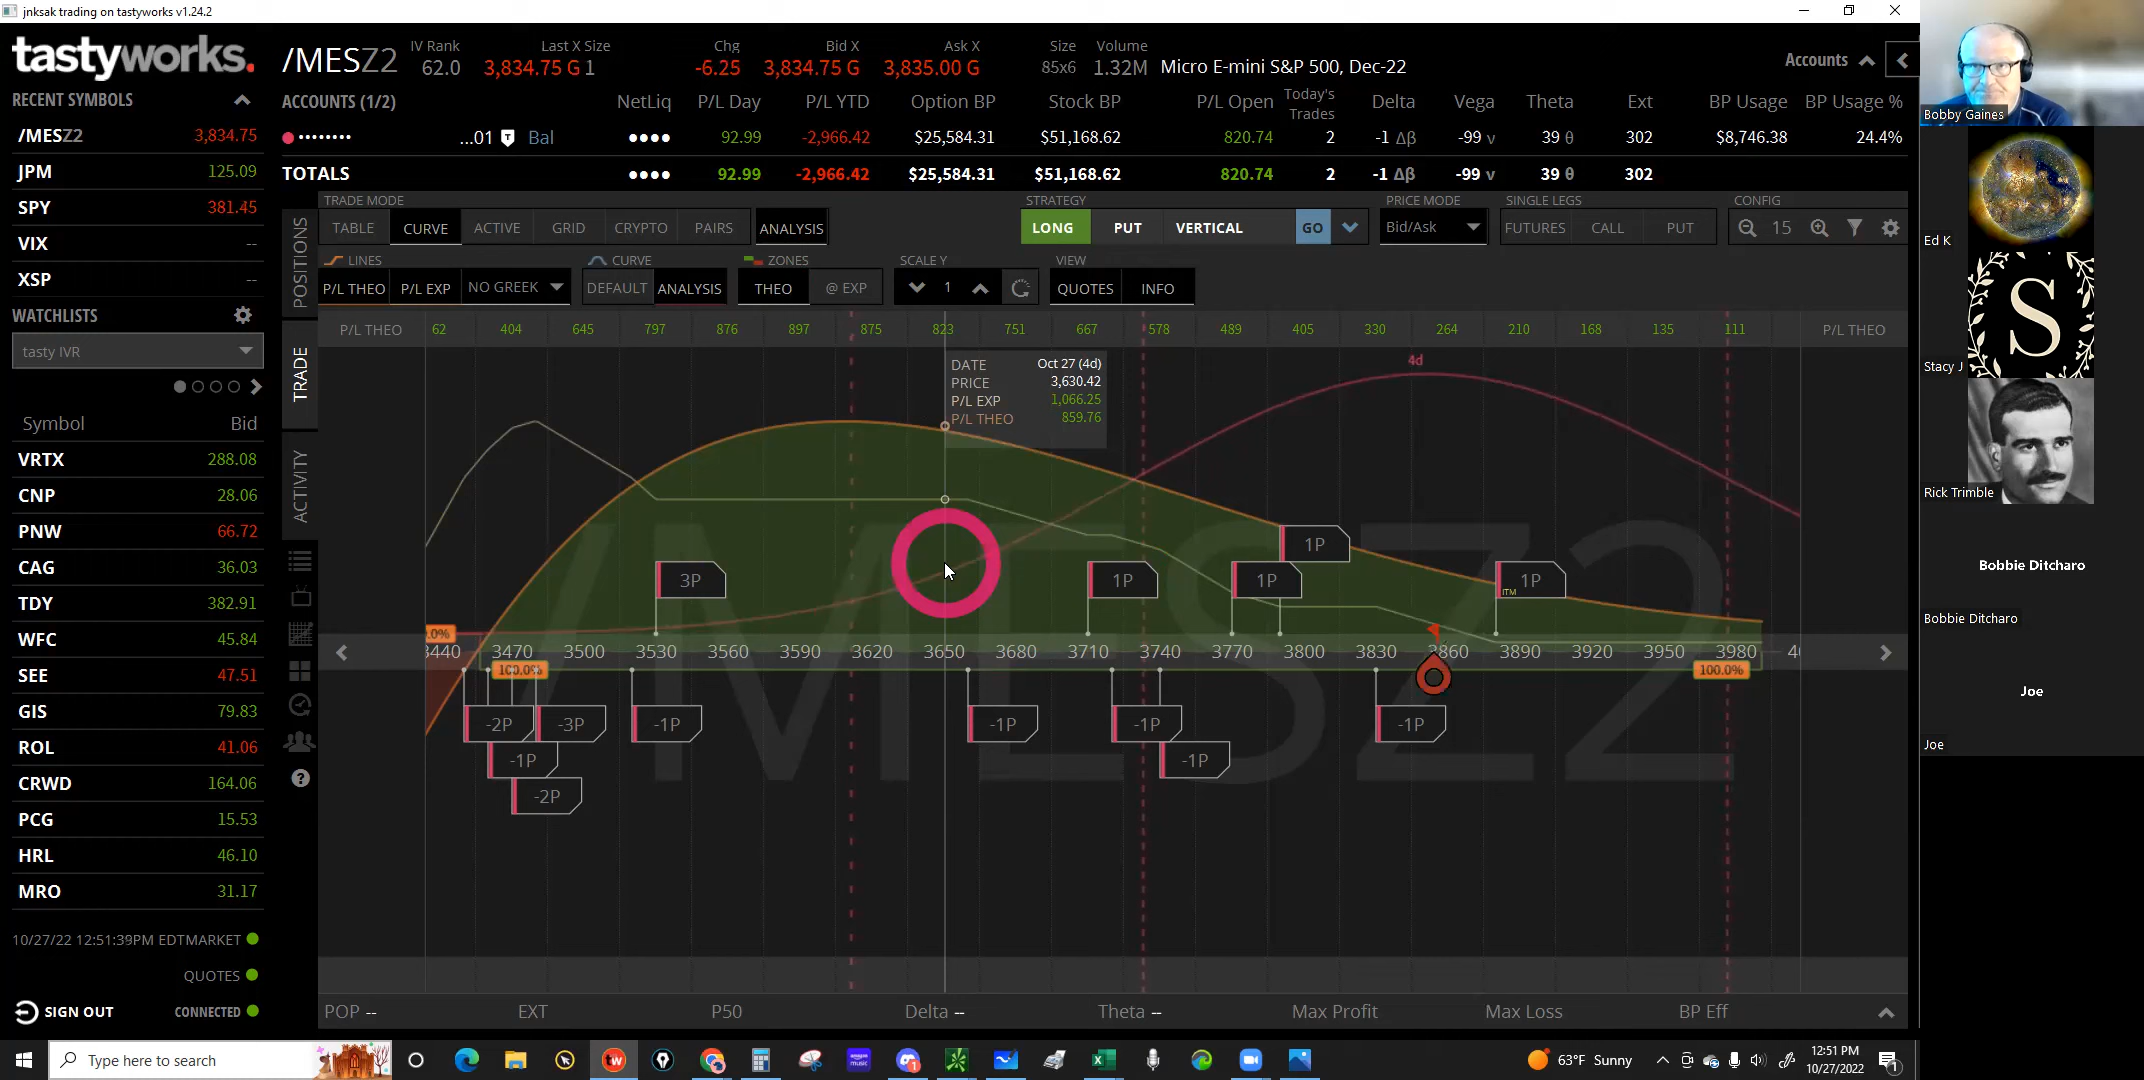 jnksak trading on tastyworks v1.24.2
tastyworks.
/MESZ2
IV Rank
62.0
Last X Size
3,834.75 G 1
Chg
-6.25
Bid X
3,834.75 G
Ask X
3,835.00 G
Size
85x6
Volume
1.32M
Micro E-mini S&P 500, Dec-22
Accounts
RECENT SYMBOLS
/MESZ2 3,834.75
JPM 125.09
SPY 381.45
VIX --
XSP --
WATCHLISTS
tasty IVR
Symbol Bid
VRTX 288.08
CNP 28.06
PNW 66.72
CAG 36.03
TDY 382.91
WFC 45.84
SEE 47.51
GIS 79.83
ROL 41.06
CRWD 164.06
PCG 15.53
HRL 46.10
MRO 31.17
10/27/22 12:51:39PM EDT MARKET
QUOTES
SIGN OUT CONNECTED
ACCOUNTS (1/2) NetLiq P/L Day P/L YTD Option BP Stock BP P/L Open Today's Trades Delta Vega Theta Ext BP Usage BP Usage %
...01 Bal 92.99 -2,966.42 $25,584.31 $51,168.62 820.74 2 -1 Δβ -99 v 39 θ 302 $8,746.38 24.4%
TOTALS 92.99 -2,966.42 $25,584.31 $51,168.62 820.74 2 -1 Δβ -99 v 39 θ 302
POSITIONS
TRADE
ACTIVITY
TRADE MODE
TABLE CURVE ACTIVE GRID CRYPTO PAIRS ANALYSIS
STRATEGY
LONG PUT VERTICAL GO
PRICE MODE
Bid/Ask
SINGLE LEGS
FUTURES CALL PUT
CONFIG
15
LINES
P/L THEO P/L EXP NO GREEK
CURVE
DEFAULT ANALYSIS
ZONES
THEO @ EXP
SCALE Y
1
VIEW
QUOTES INFO
P/L THEO 62 404 645 797 876 897 875 823 751 667 578 489 405 330 264 210 168 135 111 P/L THEO
DATE Oct 27 (4d)
PRICE 3,630.42
P/L EXP 1,066.25
P/L THEO 859.76
4d
/MESZ2
1P
3P 1P 1P 1P
ITM
3440 3470 3500 3530 3560 3590 3620 3650 3680 3710 3740 3770 3800 3830 3860 3890 3920 3950 3980
100.0% 100.0%
-2P -3P -1P -1P -1P -1P
-1P -1P
-2P
POP -- EXT P50 Delta -- Theta -- Max Profit Max Loss BP Eff
Type here to search
63°F Sunny
12:51 PM
10/27/2022
Bobby Gaines
Ed K
S
Stacy J
Rick Trimble
Bobbie Ditcharo
Bobbie Ditcharo
Joe
Joe